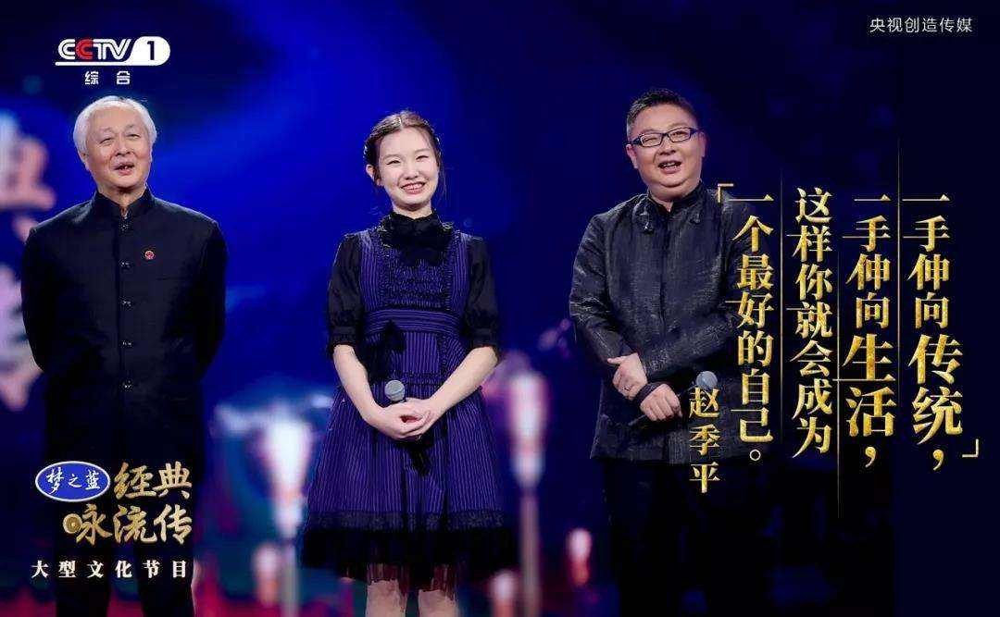 CCTV 1
综合
央视创造传媒
一手伸向传统，」
一手伸向生活，
这样你就会成为
「一个最好的自己。
赵季平
梦之蓝
经典
咏流传
大型文化节目